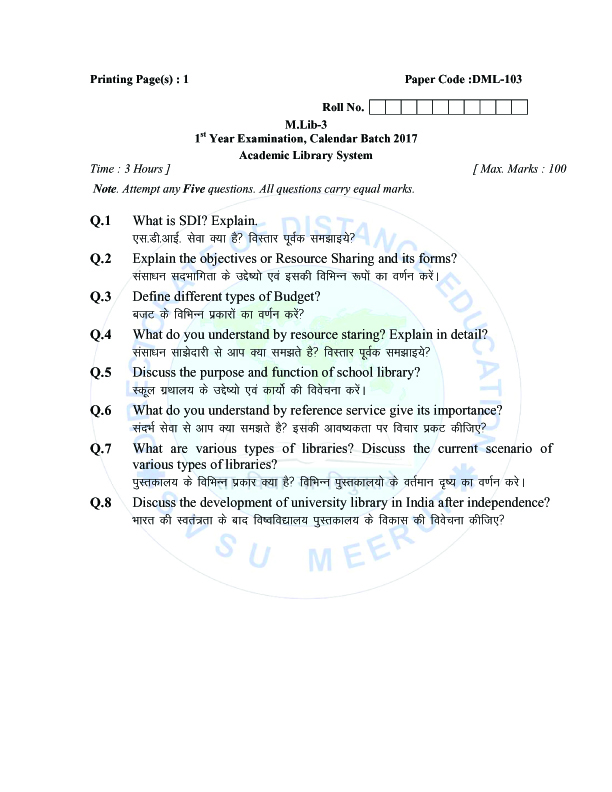 Printing Page(s) : 1 Paper Code :DML-103
Roll No.
M.Lib-3
1st Year Examination, Calendar Batch 2017
Academic Library System
Time : 3 Hours ] [ Max. Marks : 100
Note. Attempt any Five questions. All questions carry equal marks.
Q.1 What is SDI? Explain.
एस.डी.आई. सेवा क्या है? विस्तार पूर्वक समझाइये?
Q.2 Explain the objectives or Resource Sharing and its forms?
संसाधन सदभागिता के उद्देष्यो एवं इसकी विभिन्न रूपों का वर्णन करें।
Q.3 Define different types of Budget?
बजट के विभिन्न प्रकारों का वर्णन करें?
Q.4 What do you understand by resource staring? Explain in detail?
संसाधन साझेदारी से आप क्या समझते है? विस्तार पूर्वक समझाइये?
Q.5 Discuss the purpose and function of school library?
स्कूल ग्रथालय के उद्देष्यो एवं कार्यो की विवेचना करें।
Q.6 What do you understand by reference service give its importance?
संदर्भ सेवा से आप क्या समझते है? इसकी आवष्यकता पर विचार प्रकट कीजिए?
Q.7 What are various types of libraries? Discuss the current scenario of
various types of libraries?
पुस्तकालय के विभिन्न प्रकार क्या है? विभिन्न पुस्तकालयो के वर्तमान दृष्य का वर्णन करे।
Q.8 Discuss the development of university library in India after independence?
भारत की स्वतंत्रता के बाद विष्वविद्यालय पुस्तकालय के विकास की विवेचना कीजिए?
DIRECTORATE OF DISTANCE EDUCATION
SVSU MEERUT